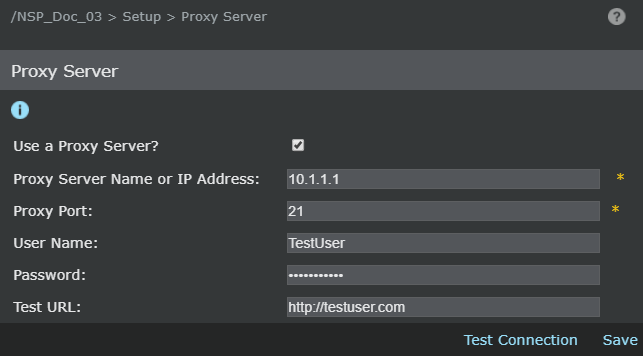 /NSP_Doc_03 > Setup > Proxy Server ?
Proxy Server
i
Use a Proxy Server?
Proxy Server Name or IP Address: 10.1.1.1 *
Proxy Port: 21 *
User Name: TestUser
Password: •••••••••••
Test URL: http://testuser.com
Test Connection Save